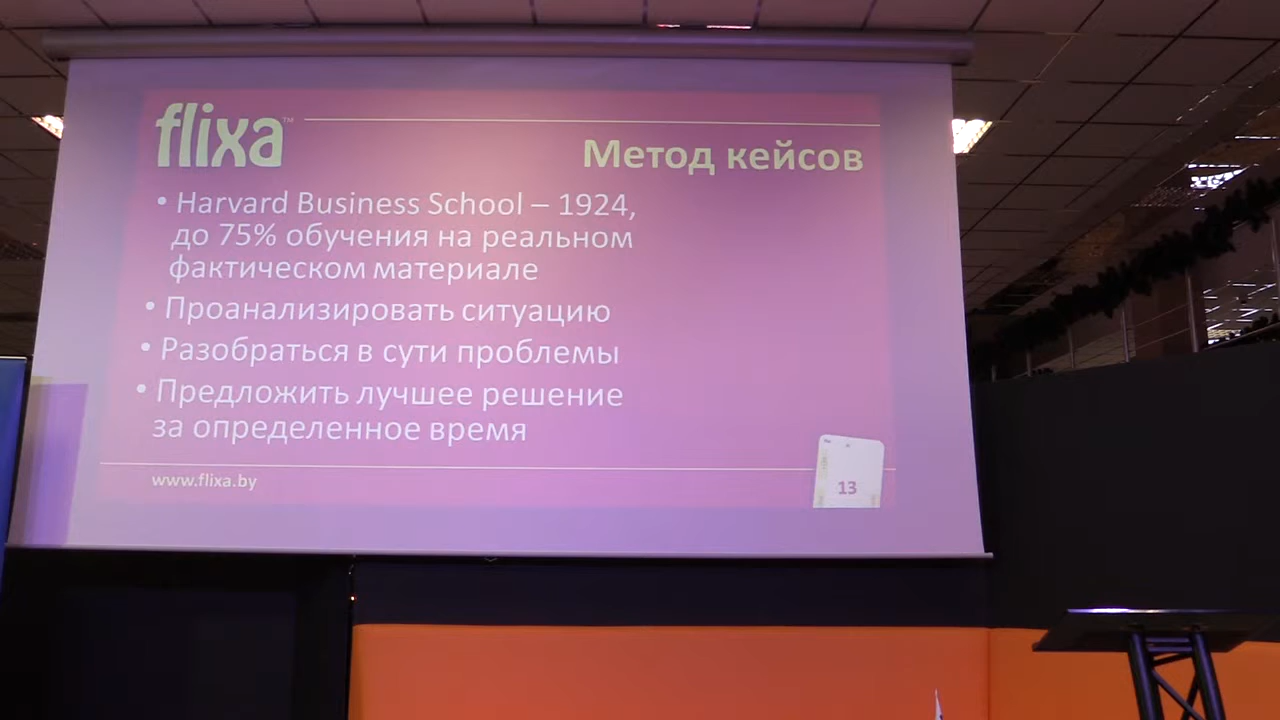 flixa™
Метод кейсов
• Harvard Business School – 1924,
до 75% обучения на реальном
фактическом материале
• Проанализировать ситуацию
• Разобраться в сути проблемы
• Предложить лучшее решение
за определенное время
www.flixa.by
13